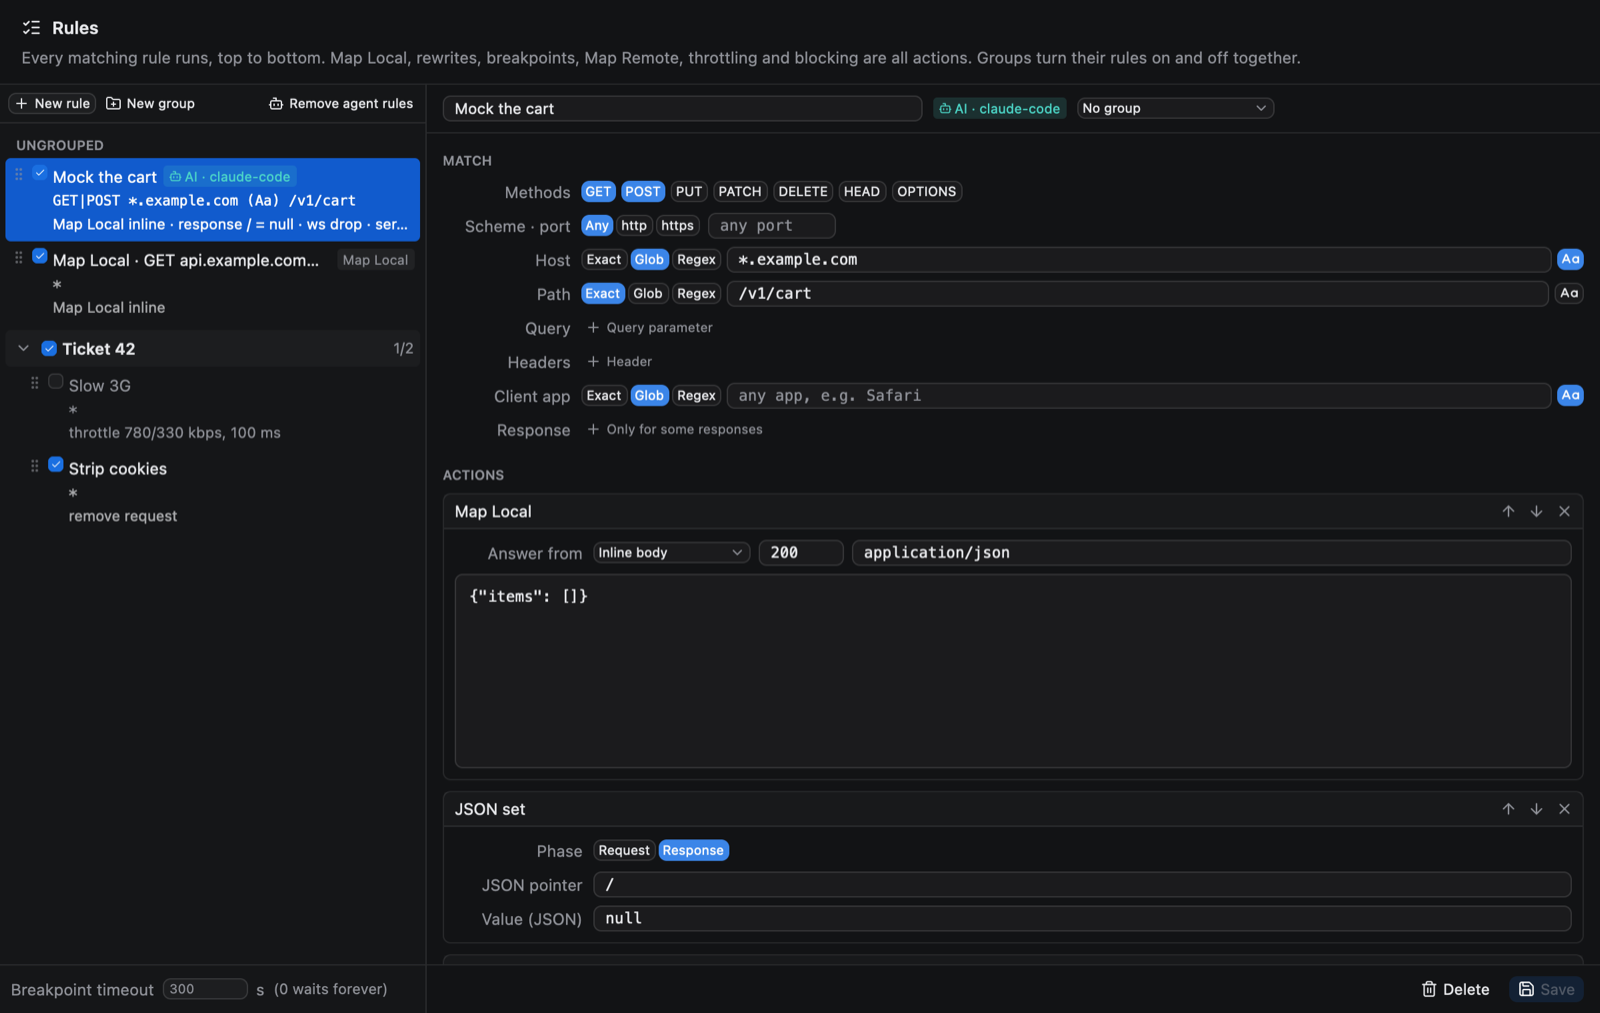 Rules
Every matching rule runs, top to bottom. Map Local, rewrites, breakpoints, Map Remote, throttling and blocking are all actions. Groups turn their rules on and off together.
New rule New group Remove agent rules
UNGROUPED
Mock the cart AI · claude-code
GET|POST *.example.com (Aa) /v1/cart
Map Local inline · response / = null · ws drop · ser...
Map Local · GET api.example.com... Map Local
*
Map Local inline
Ticket 42 1/2
Slow 3G
*
throttle 780/330 kbps, 100 ms
Strip cookies
*
remove request
Breakpoint timeout 300 s (0 waits forever)
Mock the cart AI · claude-code No group
MATCH
Methods GET POST PUT PATCH DELETE HEAD OPTIONS
Scheme · port Any http https any port
Host Exact Glob Regex *.example.com Aa
Path Exact Glob Regex /v1/cart Aa
Query + Query parameter
Headers + Header
Client app Exact Glob Regex any app, e.g. Safari Aa
Response + Only for some responses
ACTIONS
Map Local
Answer from Inline body 200 application/json
{"items": []}
JSON set
Phase Request Response
JSON pointer /
Value (JSON) null
Delete Save